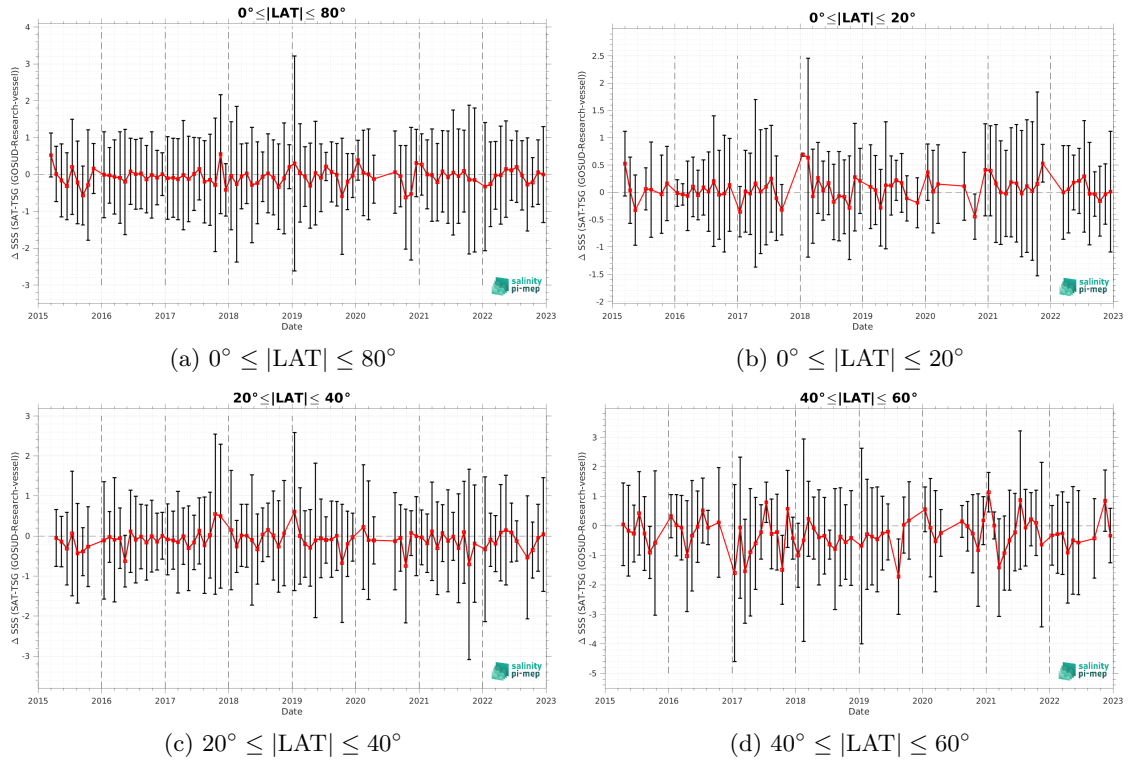 0°≤|LAT|≤ 80°
Δ SSS (SAT-TSG (GOSUD-Research-vessel))
4
3
2
1
0
-1
-2
-3
2015 2016 2017 2018 2019 2020 2021 2022 2023
Date
salinity
pi-mep
(a) 0° ≤ |LAT| ≤ 80°
0°≤|LAT|≤ 20°
Δ SSS (SAT-TSG (GOSUD-Research-vessel))
2.5
2
1.5
1
0.5
0
-0.5
-1
-1.5
-2
2015 2016 2017 2018 2019 2020 2021 2022 2023
Date
salinity
pi-mep
(b) 0° ≤ |LAT| ≤ 20°
20°≤|LAT|≤ 40°
Δ SSS (SAT-TSG (GOSUD-Research-vessel))
3
2
1
0
-1
-2
-3
2015 2016 2017 2018 2019 2020 2021 2022 2023
Date
salinity
pi-mep
(c) 20° ≤ |LAT| ≤ 40°
40°≤|LAT|≤ 60°
Δ SSS (SAT-TSG (GOSUD-Research-vessel))
3
2
1
0
-1
-2
-3
-4
-5
2015 2016 2017 2018 2019 2020 2021 2022 2023
Date
salinity
pi-mep
(d) 40° ≤ |LAT| ≤ 60°